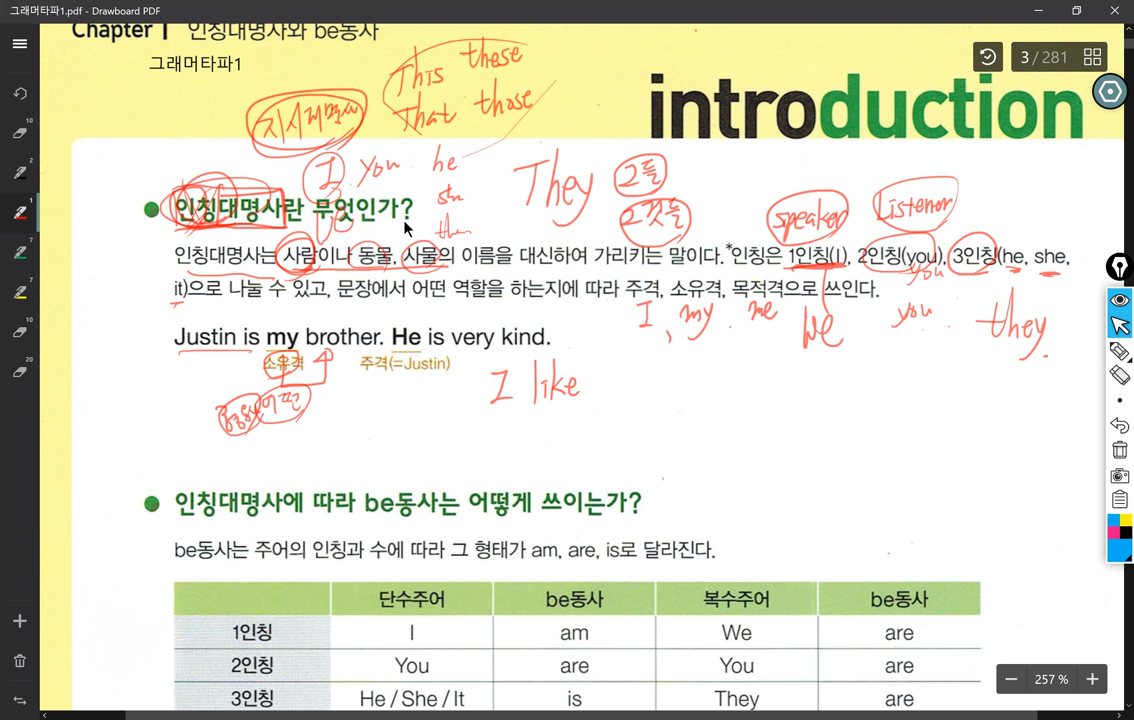 그래머타파1.pdf - Drawboard PDF
Chapter 1 인칭대명사와 be동사
그래머타파1
3 / 281
This these
That those
지시대명사
introduction
I you he
They 그들
그것들
speaker Listenor
we
인칭대명사란 무엇인가?
인칭대명사는 사람이나 동물, 사물의 이름을 대신하여 가리키는 말이다. *인칭은 1인칭(I), 2인칭(you), 3인칭(he, she,
you
it)으로 나눌 수 있고, 문장에서 어떤 역할을 하는지에 따라 주격, 소유격, 목적격으로 쓰인다.
I, my me we you they
Justin is my brother. He is very kind.
소유격 주격(=Justin)
I like
인칭대명사에 따라 be동사는 어떻게 쓰이는가?
be동사는 주어의 인칭과 수에 따라 그 형태가 am, are, is로 달라진다.
단수주어 be동사 복수주어 be동사
1인칭 I am We are
2인칭 You are You are
3인칭 He / She / It is They are
257 %
10
2
1
7
7
10
20